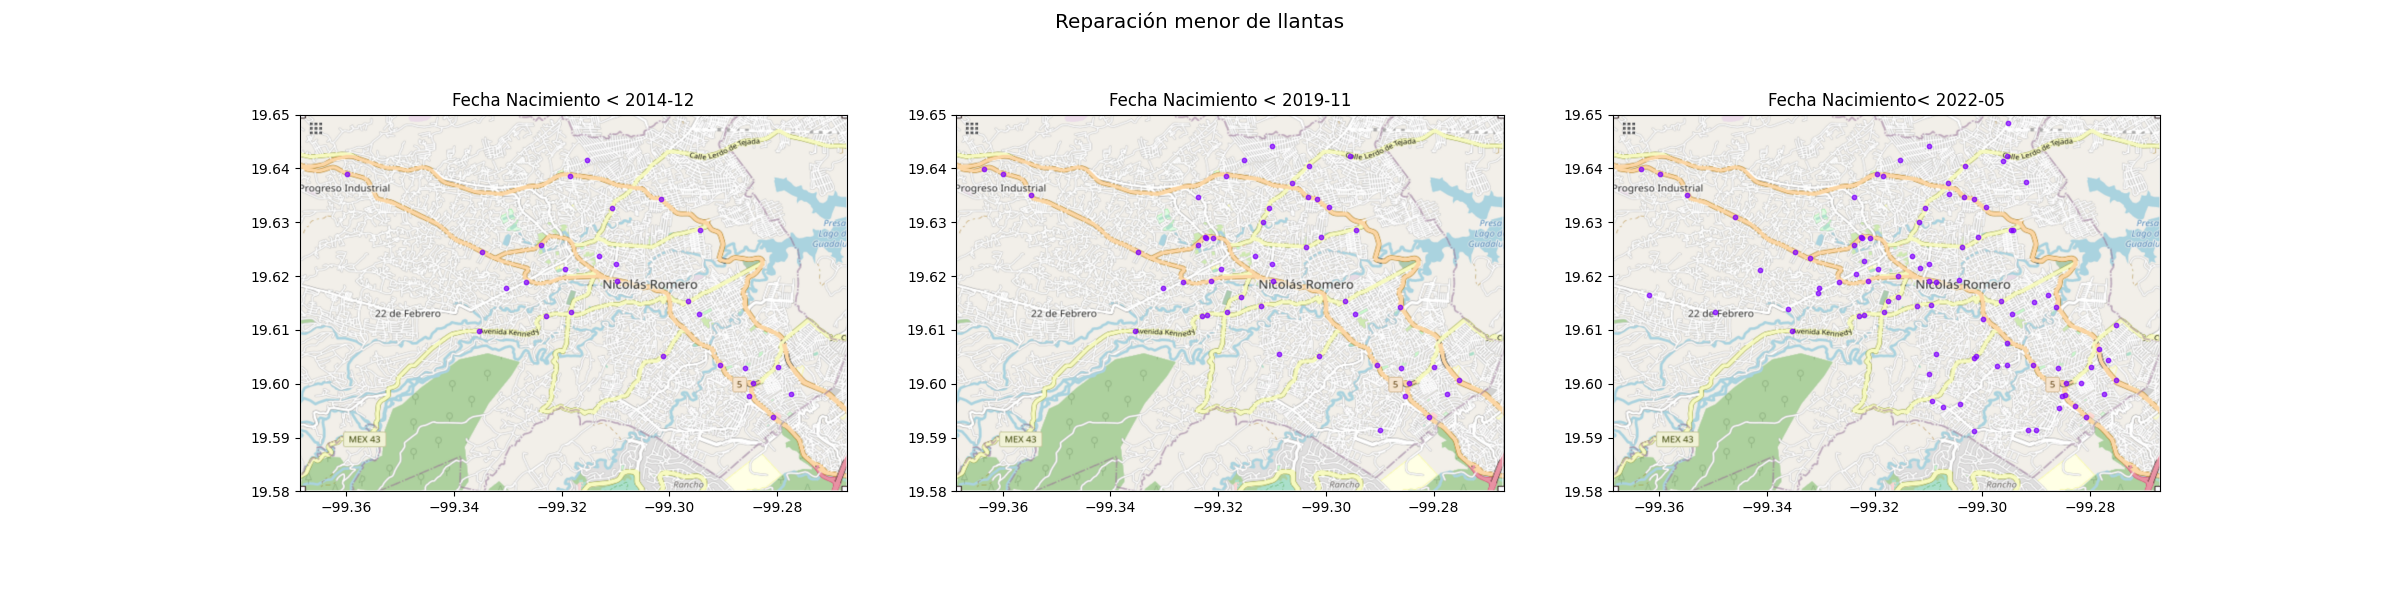 Reparación menor de llantas
Fecha Nacimiento < 2014-12
19.65
19.64
19.63
19.62
19.61
19.60
19.59
19.58
−99.36
−99.34
−99.32
−99.30
−99.28
Calle Lerdo de Tejada
Progreso Industrial
Presa
Lago d
Guadalu
Nicolás Romero
22 de Febrero
Avenida Kennedy
5
MEX 43
Rancho
Fecha Nacimiento < 2019-11
19.65
19.64
19.63
19.62
19.61
19.60
19.59
19.58
−99.36
−99.34
−99.32
−99.30
−99.28
Calle Lerdo de Tejada
Progreso Industrial
Presa
Lago d
Guadalu
Nicolás Romero
22 de Febrero
Avenida Kennedy
5
MEX 43
Rancho
Fecha Nacimiento< 2022-05
19.65
19.64
19.63
19.62
19.61
19.60
19.59
19.58
−99.36
−99.34
−99.32
−99.30
−99.28
Calle Lerdo de Tejada
Progreso Industrial
Presa
Lago d
Guadalu
Nicolás Romero
22 de Febrero
Avenida Kennedy
5
MEX 43
Rancho